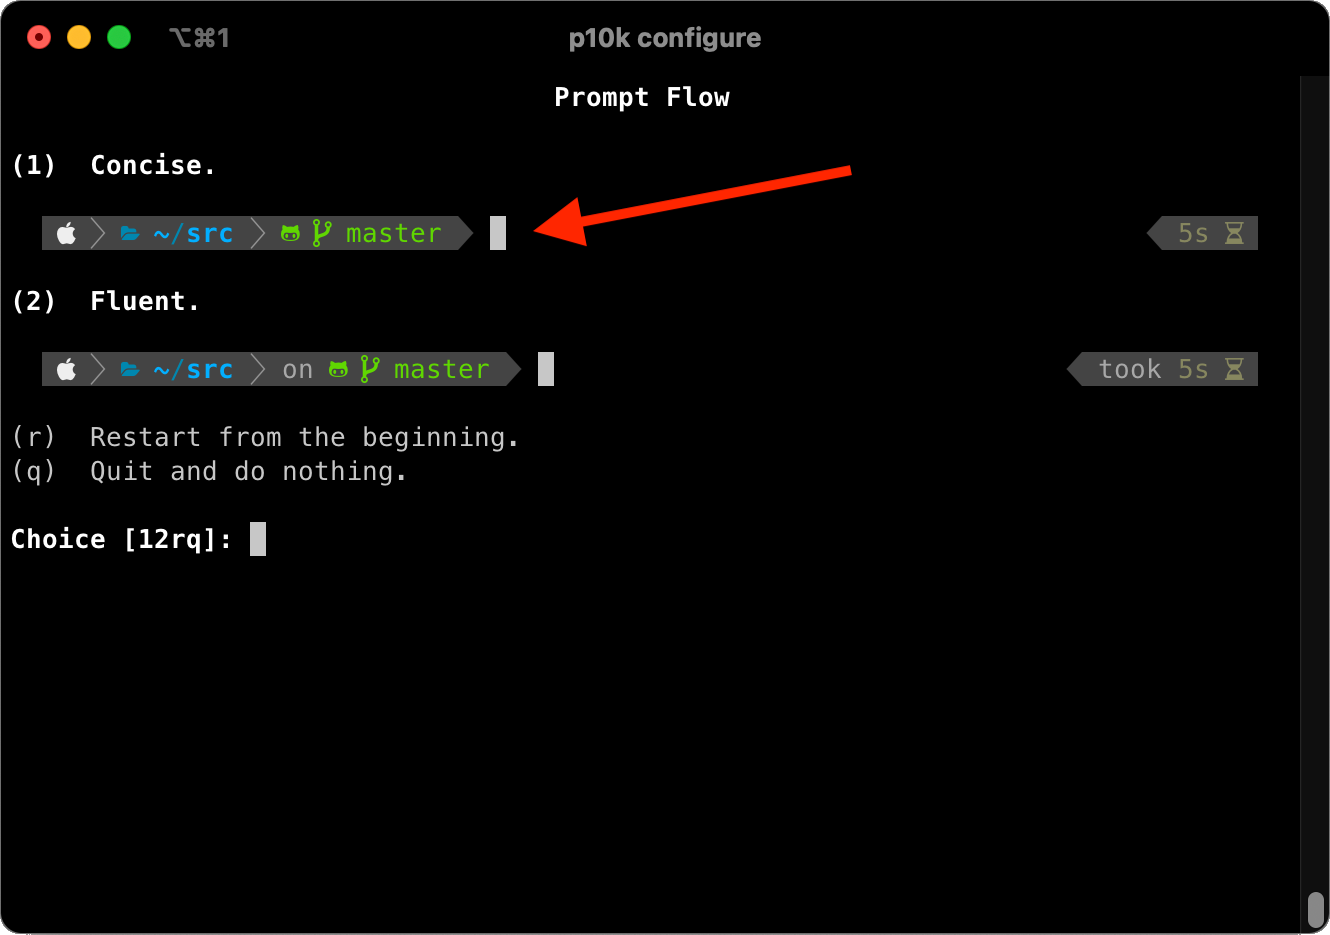 ⌥⌘1 p10k configure
Prompt Flow
(1) Concise.
~/src master 5s
(2) Fluent.
~/src on master took 5s
(r) Restart from the beginning.
(q) Quit and do nothing.
Choice [12rq]: